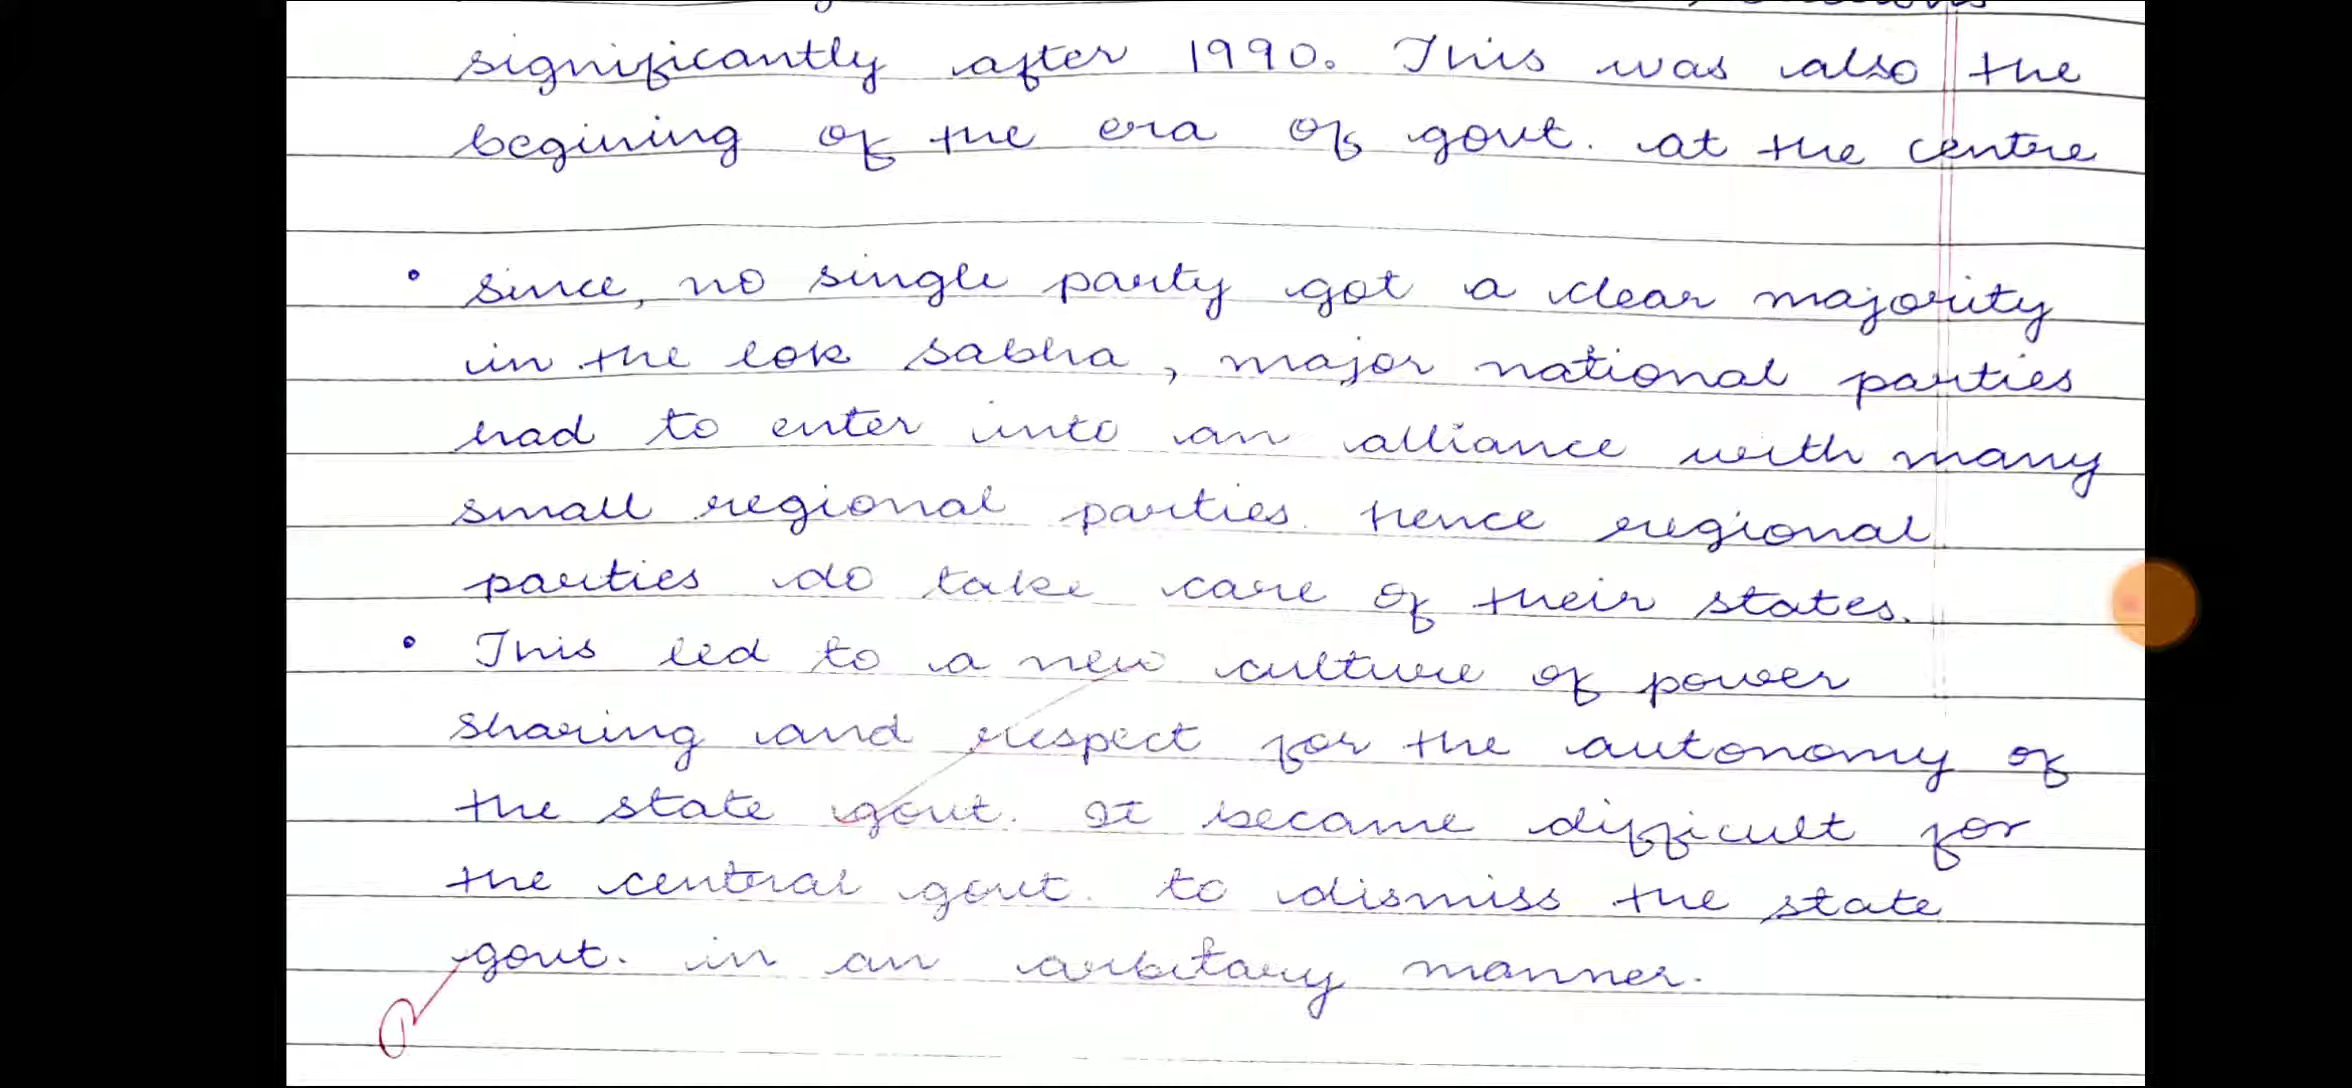 significantly after 1990. This was also the
begining of the era of govt. at the centre
• Since, no single party got a clear majority
in the lok sabha, major national parties
had to enter into an alliance with many
small regional parties. Hence regional
parties do take care of their states.
• This led to a new culture of power
sharing and respect for the autonomy of
the state govt. It became difficult for
the central govt. to dismiss the state
govt. in an arbitary manner.